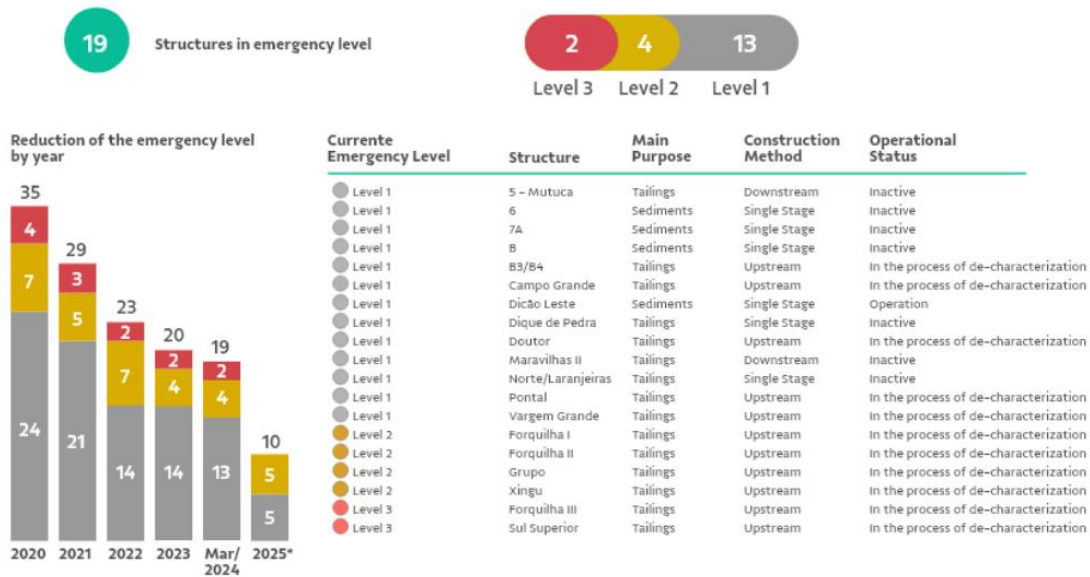 19
Structures in emergency level
2 4 13
Level 3 Level 2 Level 1
Reduction of the emergency level
by year
35
4
7
24
29
3
5
21
23
2
7
14
20
2
4
14
19
2
4
13
10
5
5
2020 2021 2022 2023 Mar/ 2025*
2024
Currente
Emergency Level Structure Main
Purpose Construction
Method Operational
Status
Level 1 5 – Mutuca Tailings Downstream Inactive
Level 1 6 Sediments Single Stage Inactive
Level 1 7A Sediments Single Stage Inactive
Level 1 B Sediments Single Stage Inactive
Level 1 B3/B4 Tailings Upstream In the process of de-characterization
Level 1 Campo Grande Tailings Upstream In the process of de-characterization
Level 1 Dicão Leste Sediments Single Stage Operation
Level 1 Dique de Pedra Tailings Single Stage Inactive
Level 1 Doutor Tailings Upstream In the process of de-characterization
Level 1 Maravilhas II Tailings Downstream Inactive
Level 1 Norte/Laranjeiras Tailings Single Stage Inactive
Level 1 Pontal Tailings Upstream In the process of de-characterization
Level 1 Vargem Grande Tailings Upstream In the process of de-characterization
Level 2 Forquilha I Tailings Upstream In the process of de-characterization
Level 2 Forquilha II Tailings Upstream In the process of de-characterization
Level 2 Grupo Tailings Upstream In the process of de-characterization
Level 2 Xingu Tailings Upstream In the process of de-characterization
Level 3 Forquilha III Tailings Upstream In the process of de-characterization
Level 3 Sul Superior Tailings Upstream In the process of de-characterization